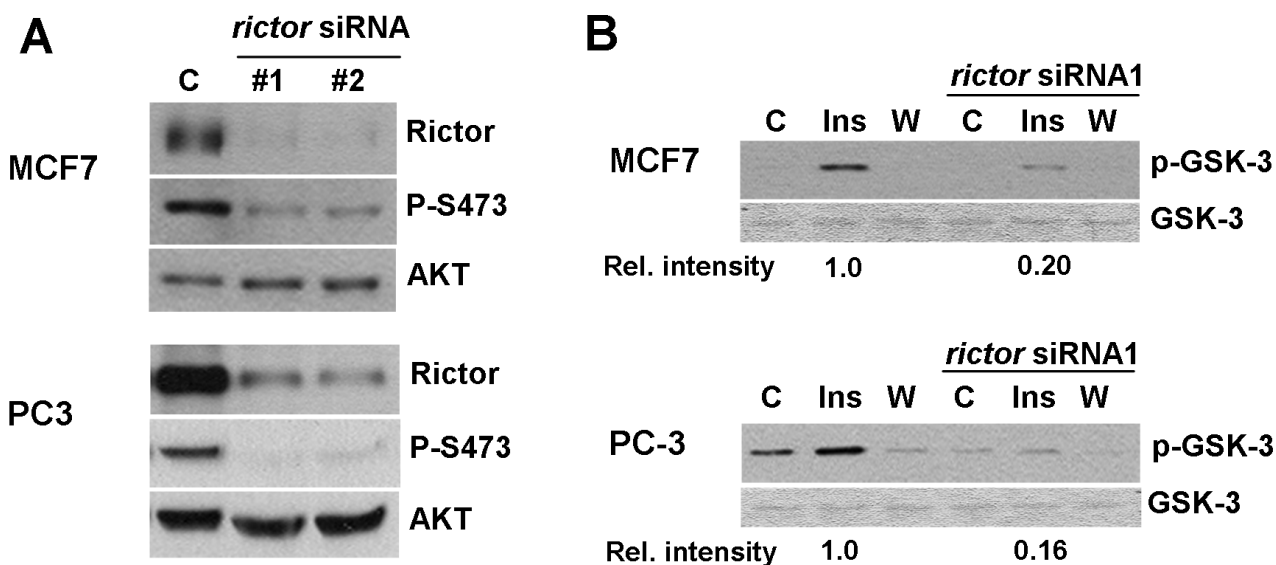 A
rictor siRNA
C #1 #2
MCF7
Rictor
P-S473
AKT
PC3
Rictor
P-S473
AKT
B
rictor siRNA1
C Ins W C Ins W
MCF7
p-GSK-3
GSK-3
Rel. intensity 1.0 0.20
rictor siRNA1
C Ins W C Ins W
PC-3
p-GSK-3
GSK-3
Rel. intensity 1.0 0.16